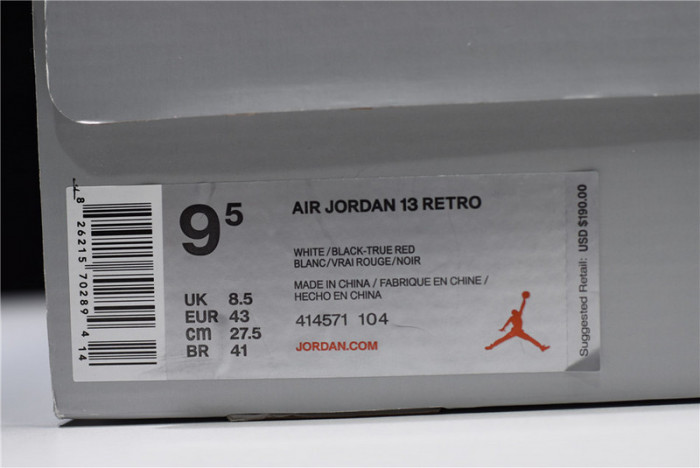 8 26215 70289 4 14
9⁵
AIR JORDAN 13 RETRO
WHITE/BLACK-TRUE RED
BLANC/VRAI ROUGE/NOIR
MADE IN CHINA / FABRIQUE EN CHINE /
HECHO EN CHINA
UK 8.5
EUR 43
cm 27.5
BR 41
414571 104
JORDAN.COM
Suggested Retail: USD $190.00